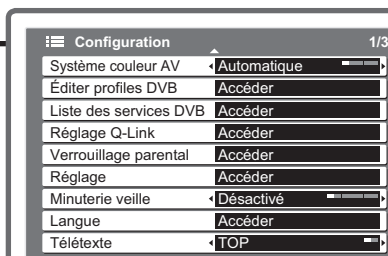 Configuration 1/3
Système couleur AV Automatique
Éditer profiles DVB Accéder
Liste des services DVB Accéder
Réglage Q-Link Accéder
Verrouillage parental Accéder
Réglage Accéder
Minuterie veille Désactivé
Langue Accéder
Télétexte TOP